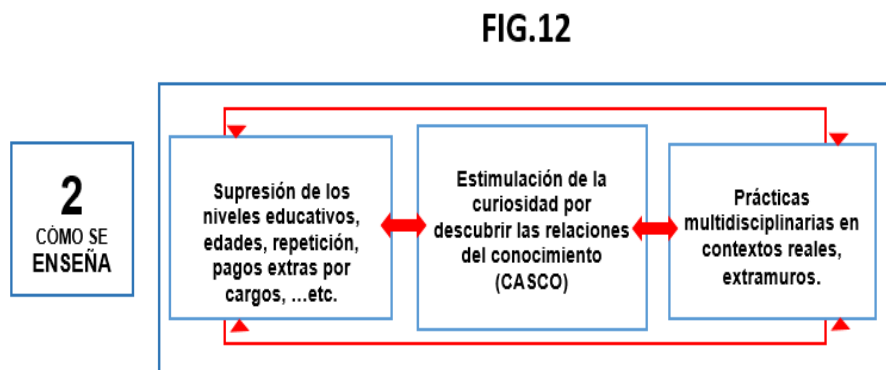 FIG.12
2
CÓMO SE
ENSEÑA
Supresión de los
niveles educativos,
edades, repetición,
pagos extras por
cargos, ...etc.
Estimulación de la
curiosidad por
descubrir las relaciones
del conocimiento
(CASCO)
Prácticas
multidisciplinarias en
contextos reales,
extramuros.